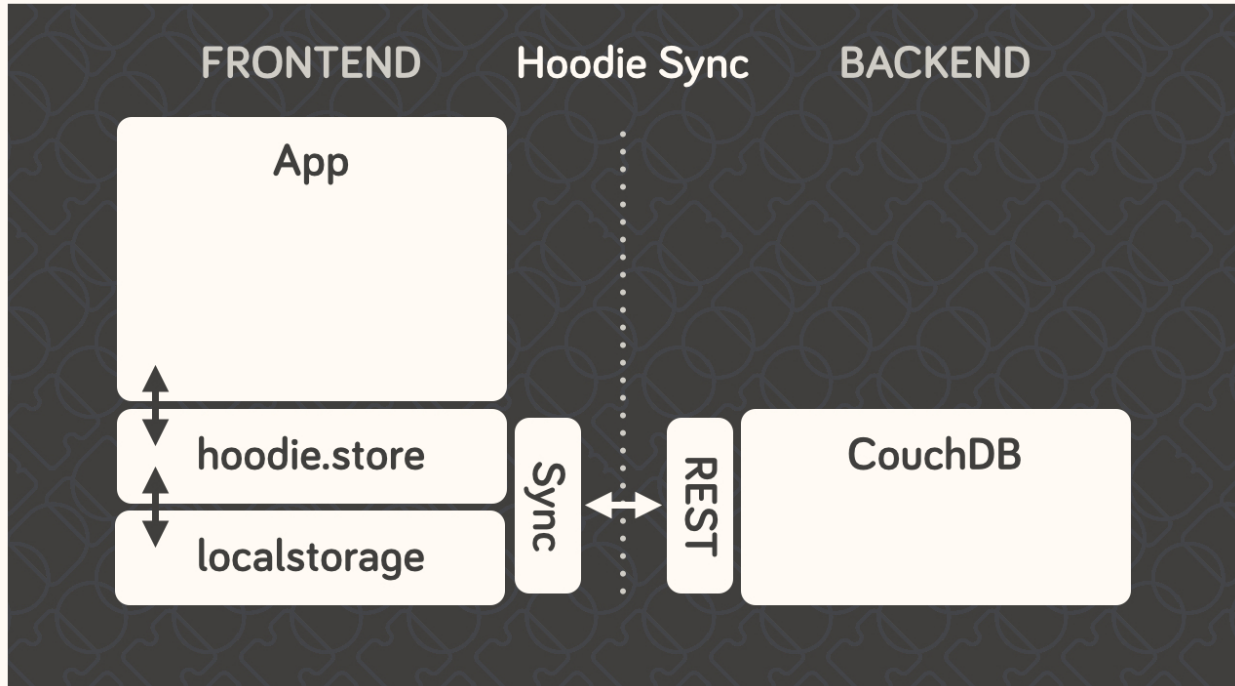 FRONTEND
Hoodie Sync
BACKEND
App
hoodie.store
localstorage
Sync
REST
CouchDB